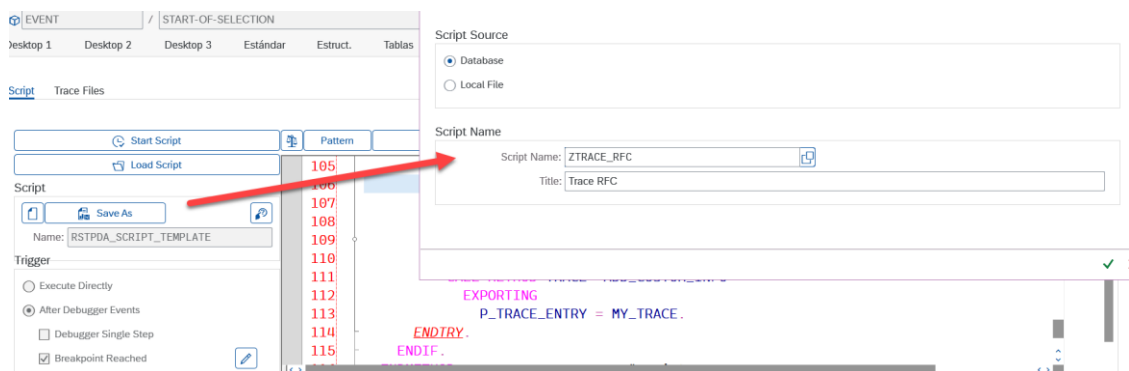 EVENT / START-OF-SELECTION
Desktop 1 Desktop 2 Desktop 3 Estándar Estruct. Tablas
Script Trace Files
Start Script
Pattern
Load Script
Script
Save As
Name: RSTPDA_SCRIPT_TEMPLATE
Trigger
Execute Directly
After Debugger Events
Debugger Single Step
Breakpoint Reached
105
106
107
108
109
110
111
112 EXPORTING
113 P_TRACE_ENTRY = MY_TRACE.
114 ENDTRY.
115 ENDIF.
Script Source
Database
Local File
Script Name
Script Name: ZTRACE_RFC
Title: Trace RFC